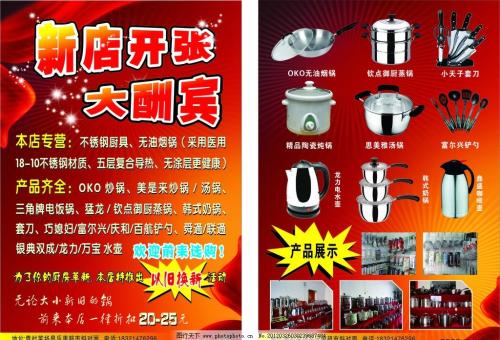 新店开张
大酬宾
本店专营：不锈钢厨具、无油烟锅（采用医用
18-10不锈钢材质、五层复合导热、无涂层更健康）
产品齐全：OKO 炒锅、美是来炒锅/汤锅、
三角牌电饭锅、猛龙/钦点御厨蒸锅、韩式奶锅、
套刀、巧媳妇/富尔兴/庆和/百航铲勺、舜通/联通
银典双成/龙力/万宝 水壶
欢迎前来选购！
为了你的厨房革新 本店特推出 以旧换新 活动
无论大小新旧的锅
前来本店一律折扣 20-25元
OKO无油烟锅
钦点御厨蒸锅
小天子套刀
精品陶瓷炖锅
思美雅汤锅
富尔兴铲勺
龙力电水壶
韩式奶锅
鑫盛咖啡壶
产品展示